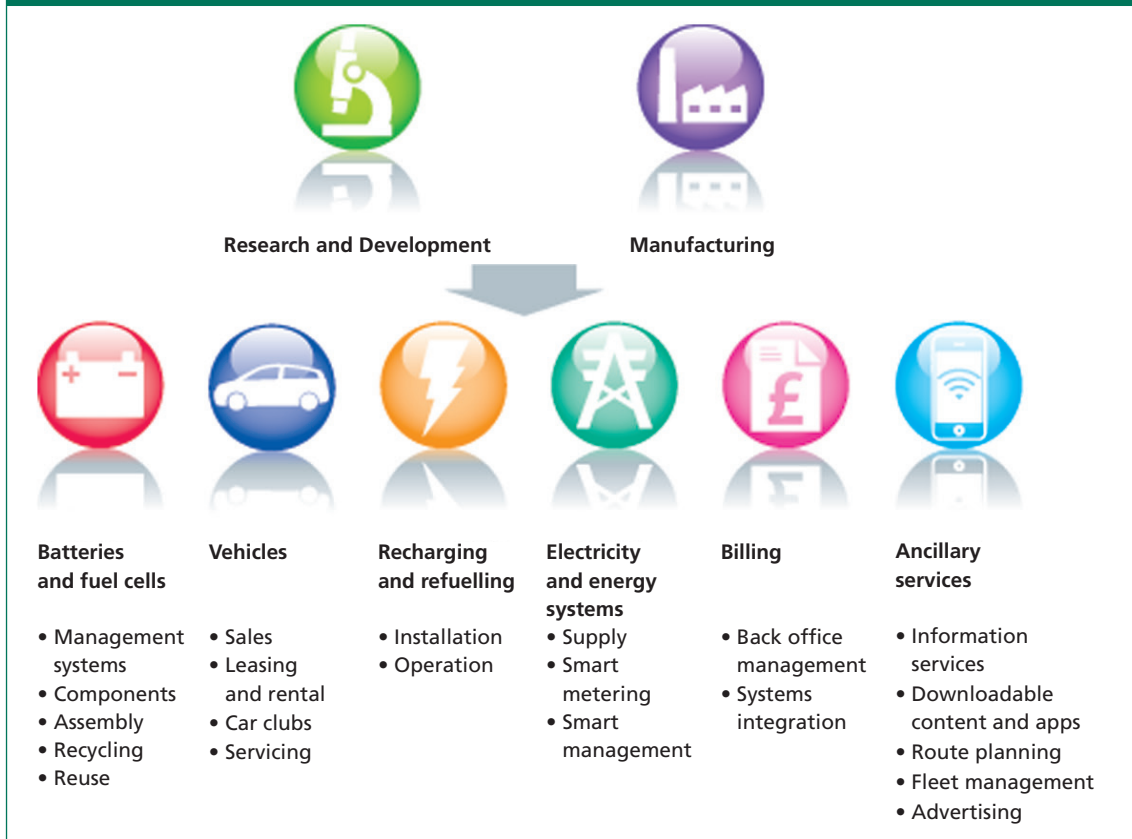 Research and Development
Manufacturing
+ -
£
Batteries
and fuel cells
• Management
systems
• Components
• Assembly
• Recycling
• Reuse
Vehicles
• Sales
• Leasing
and rental
• Car clubs
• Servicing
Recharging
and refuelling
• Installation
• Operation
Electricity
and energy
systems
• Supply
• Smart
metering
• Smart
management
Billing
• Back office
management
• Systems
integration
Ancillary
services
• Information
services
• Downloadable
content and apps
• Route planning
• Fleet management
• Advertising